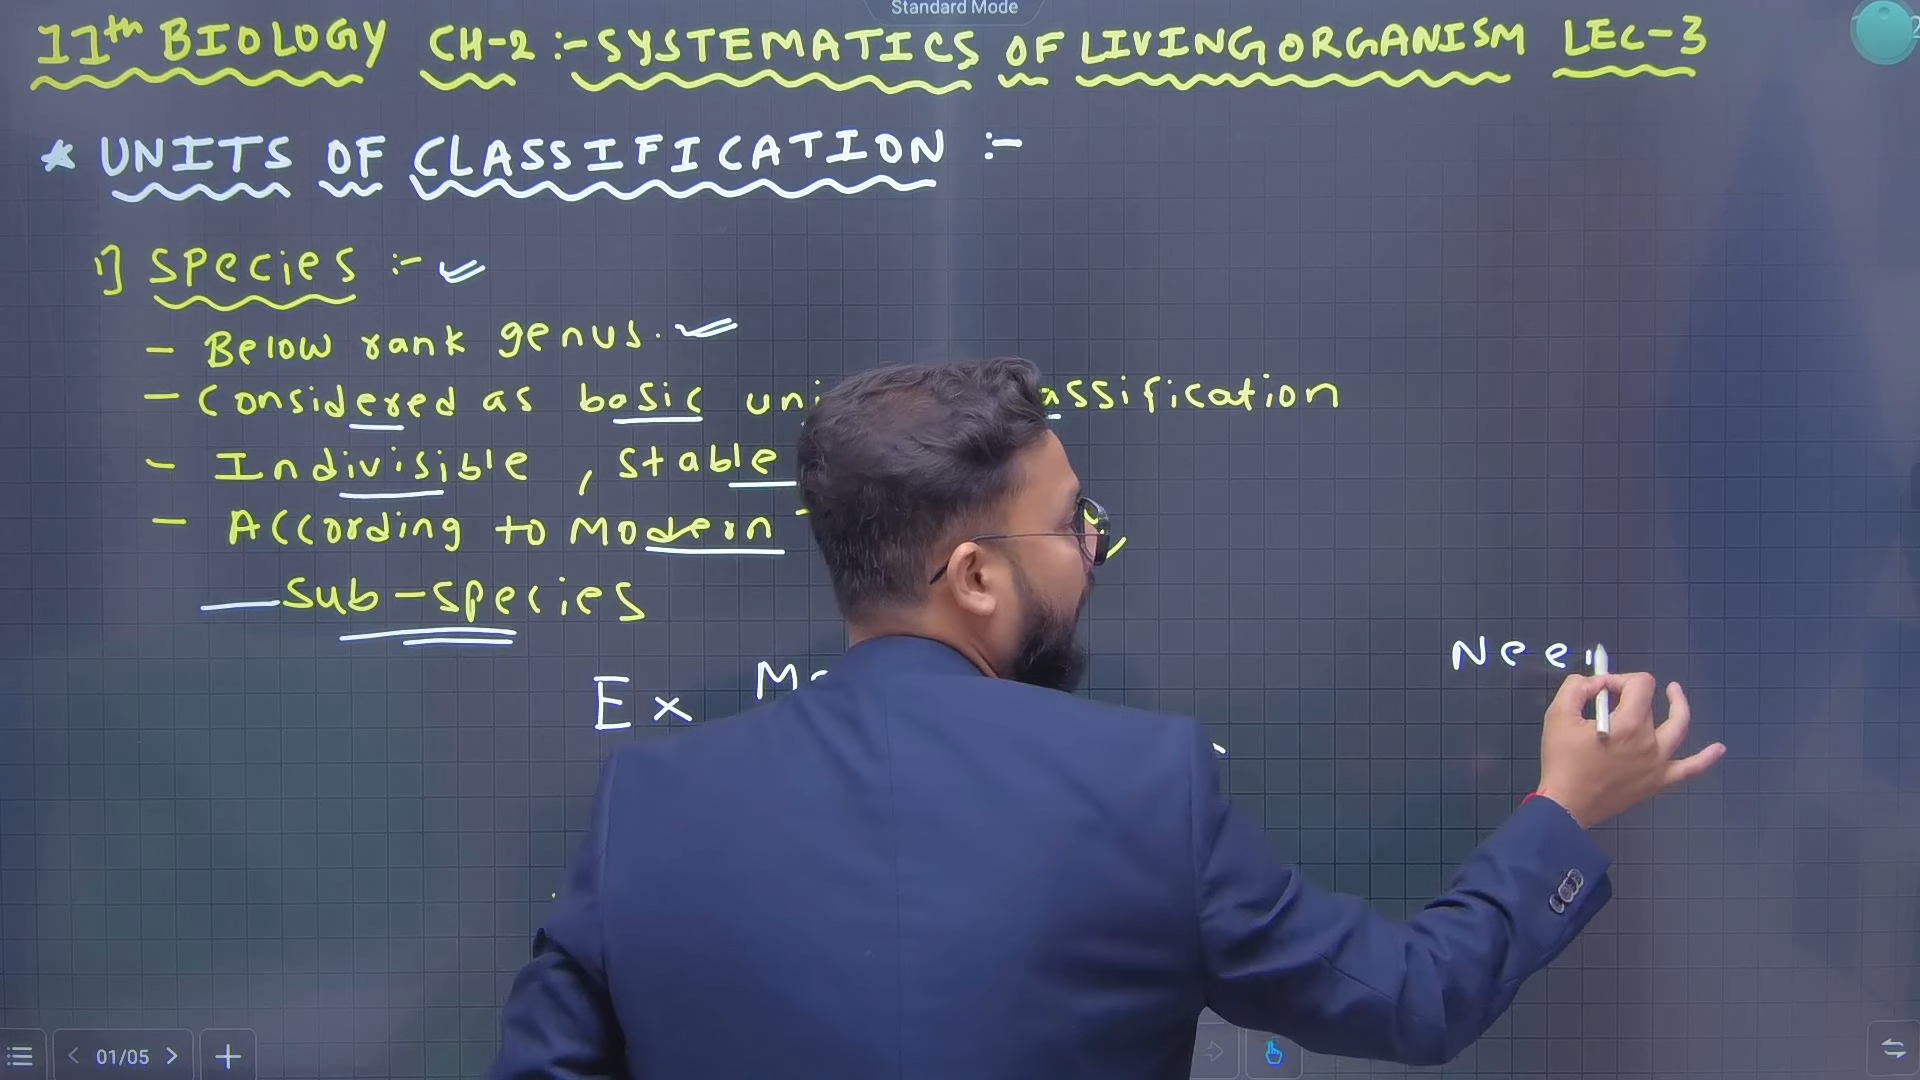 Standard Mode
11th BIOLOGY CH-2 :- SYSTEMATICS OF LIVING ORGANISM LEC-3
* UNITS OF CLASSIFICATION :-
1] Species :-
- Below rank genus.
- Considered as basic
- Indivisible , stable
- According to Modern
- Sub-species
Ex
01/05